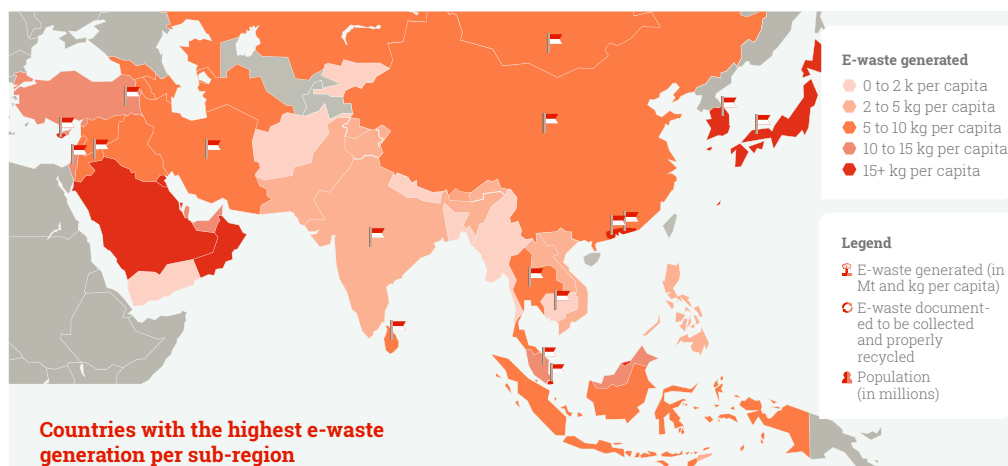 E-waste generated
0 to 2 k per capita
2 to 5 kg per capita
5 to 10 kg per capita
10 to 15 kg per capita
15+ kg per capita
Legend
E-waste generated (in
Mt and kg per capita)
E-waste document-
ed to be collected
and properly
recycled
Population
(in millions)
Countries with the highest e-waste
generation per sub-region